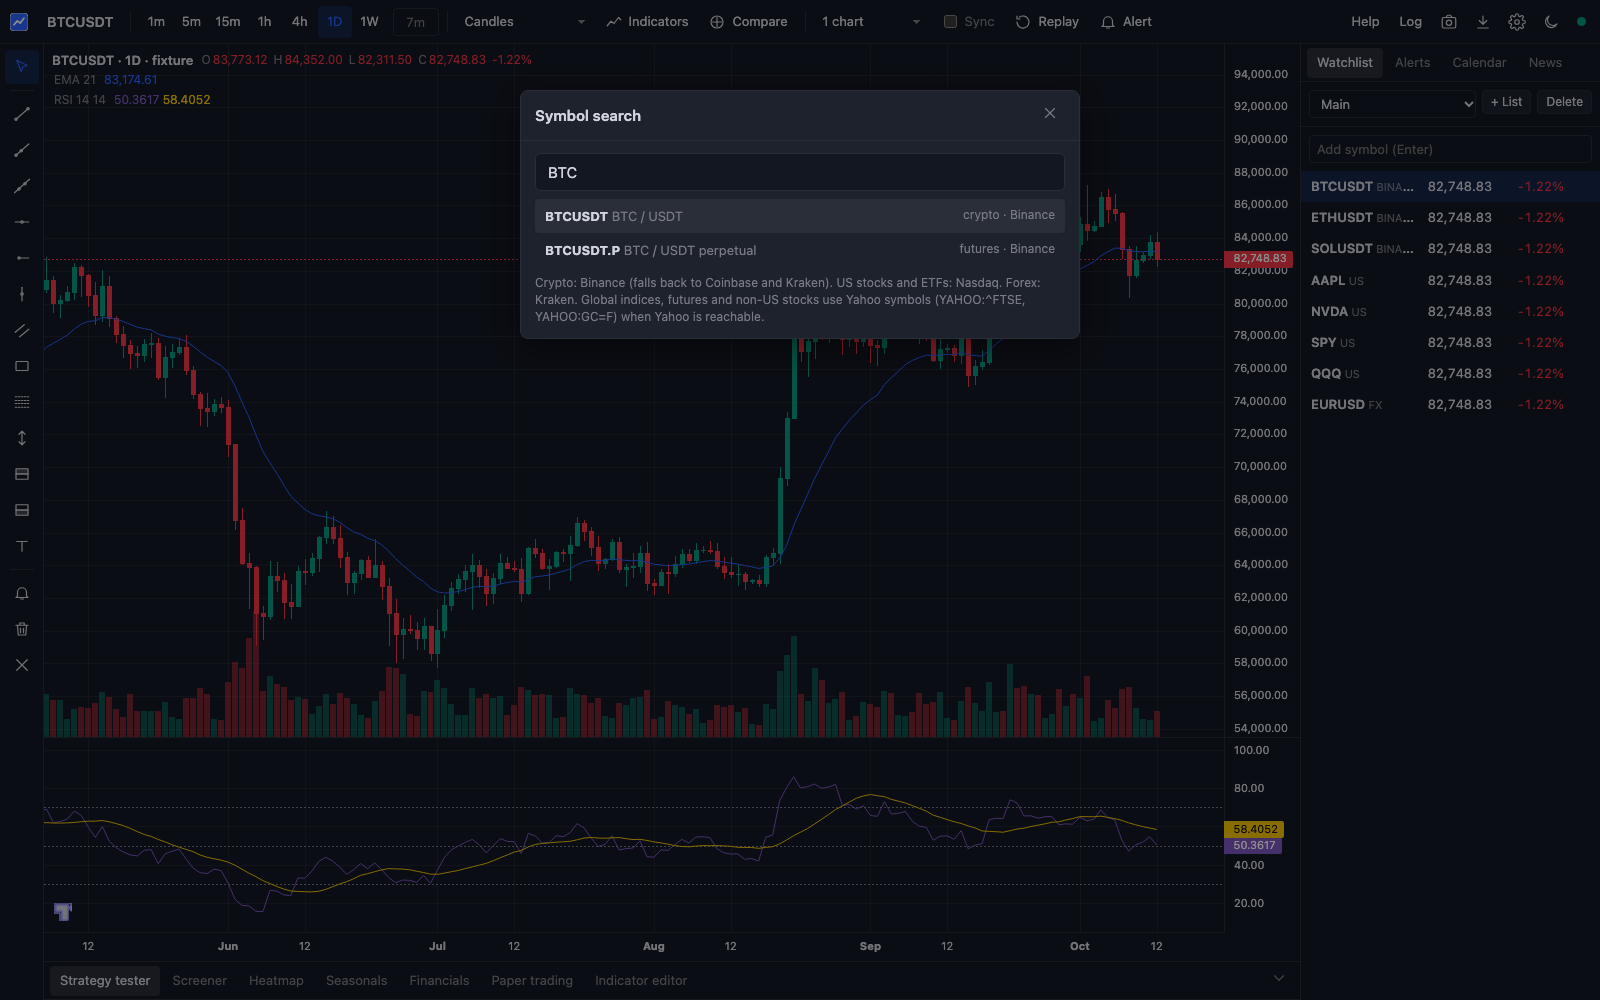 BTCUSDT 1m 5m 15m 1h 4h 1D 1W 7m Candles Indicators Compare 1 chart Sync Replay Alert Help Log
BTCUSDT · 1D · fixture O 83,773.12 H 84,352.00 L 82,311.50 C 82,748.83 -1.22%
EMA 21 83,174.61
RSI 14 14 50.3617 58.4052
Symbol search
BTC
BTCUSDT BTC / USDT crypto · Binance
BTCUSDT.P BTC / USDT perpetual futures · Binance
Crypto: Binance (falls back to Coinbase and Kraken). US stocks and ETFs: Nasdaq. Forex:
Kraken. Global indices, futures and non-US stocks use Yahoo symbols (YAHOO:^FTSE,
YAHOO:GC=F) when Yahoo is reachable.
94,000.00
92,000.00
90,000.00
88,000.00
86,000.00
84,000.00
82,748.83
82,000.00
80,000.00
78,000.00
76,000.00
74,000.00
72,000.00
70,000.00
68,000.00
66,000.00
64,000.00
62,000.00
60,000.00
58,000.00
56,000.00
54,000.00
100.00
80.00
58.4052
50.3617
40.00
20.00
12 Jun 12 Jul 12 Aug 12 Sep 12 Oct 12
Watchlist Alerts Calendar News
Main + List Delete
Add symbol (Enter)
BTCUSDT BINA... 82,748.83 -1.22%
ETHUSDT BINA... 82,748.83 -1.22%
SOLUSDT BINA... 82,748.83 -1.22%
AAPL US 82,748.83 -1.22%
NVDA US 82,748.83 -1.22%
SPY US 82,748.83 -1.22%
QQQ US 82,748.83 -1.22%
EURUSD FX 82,748.83 -1.22%
Strategy tester Screener Heatmap Seasonals Financials Paper trading Indicator editor